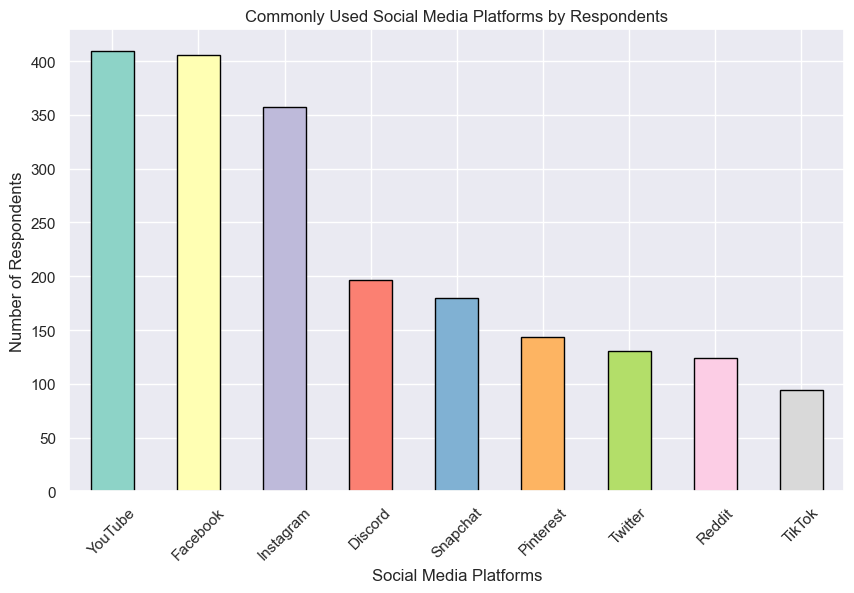 Commonly Used Social Media Platforms by Respondents
400
350
300
250
200
150
100
50
0
Number of Respondents
YouTube
Facebook
Instagram
Discord
Snapchat
Pinterest
Twitter
Reddit
TikTok
Social Media Platforms